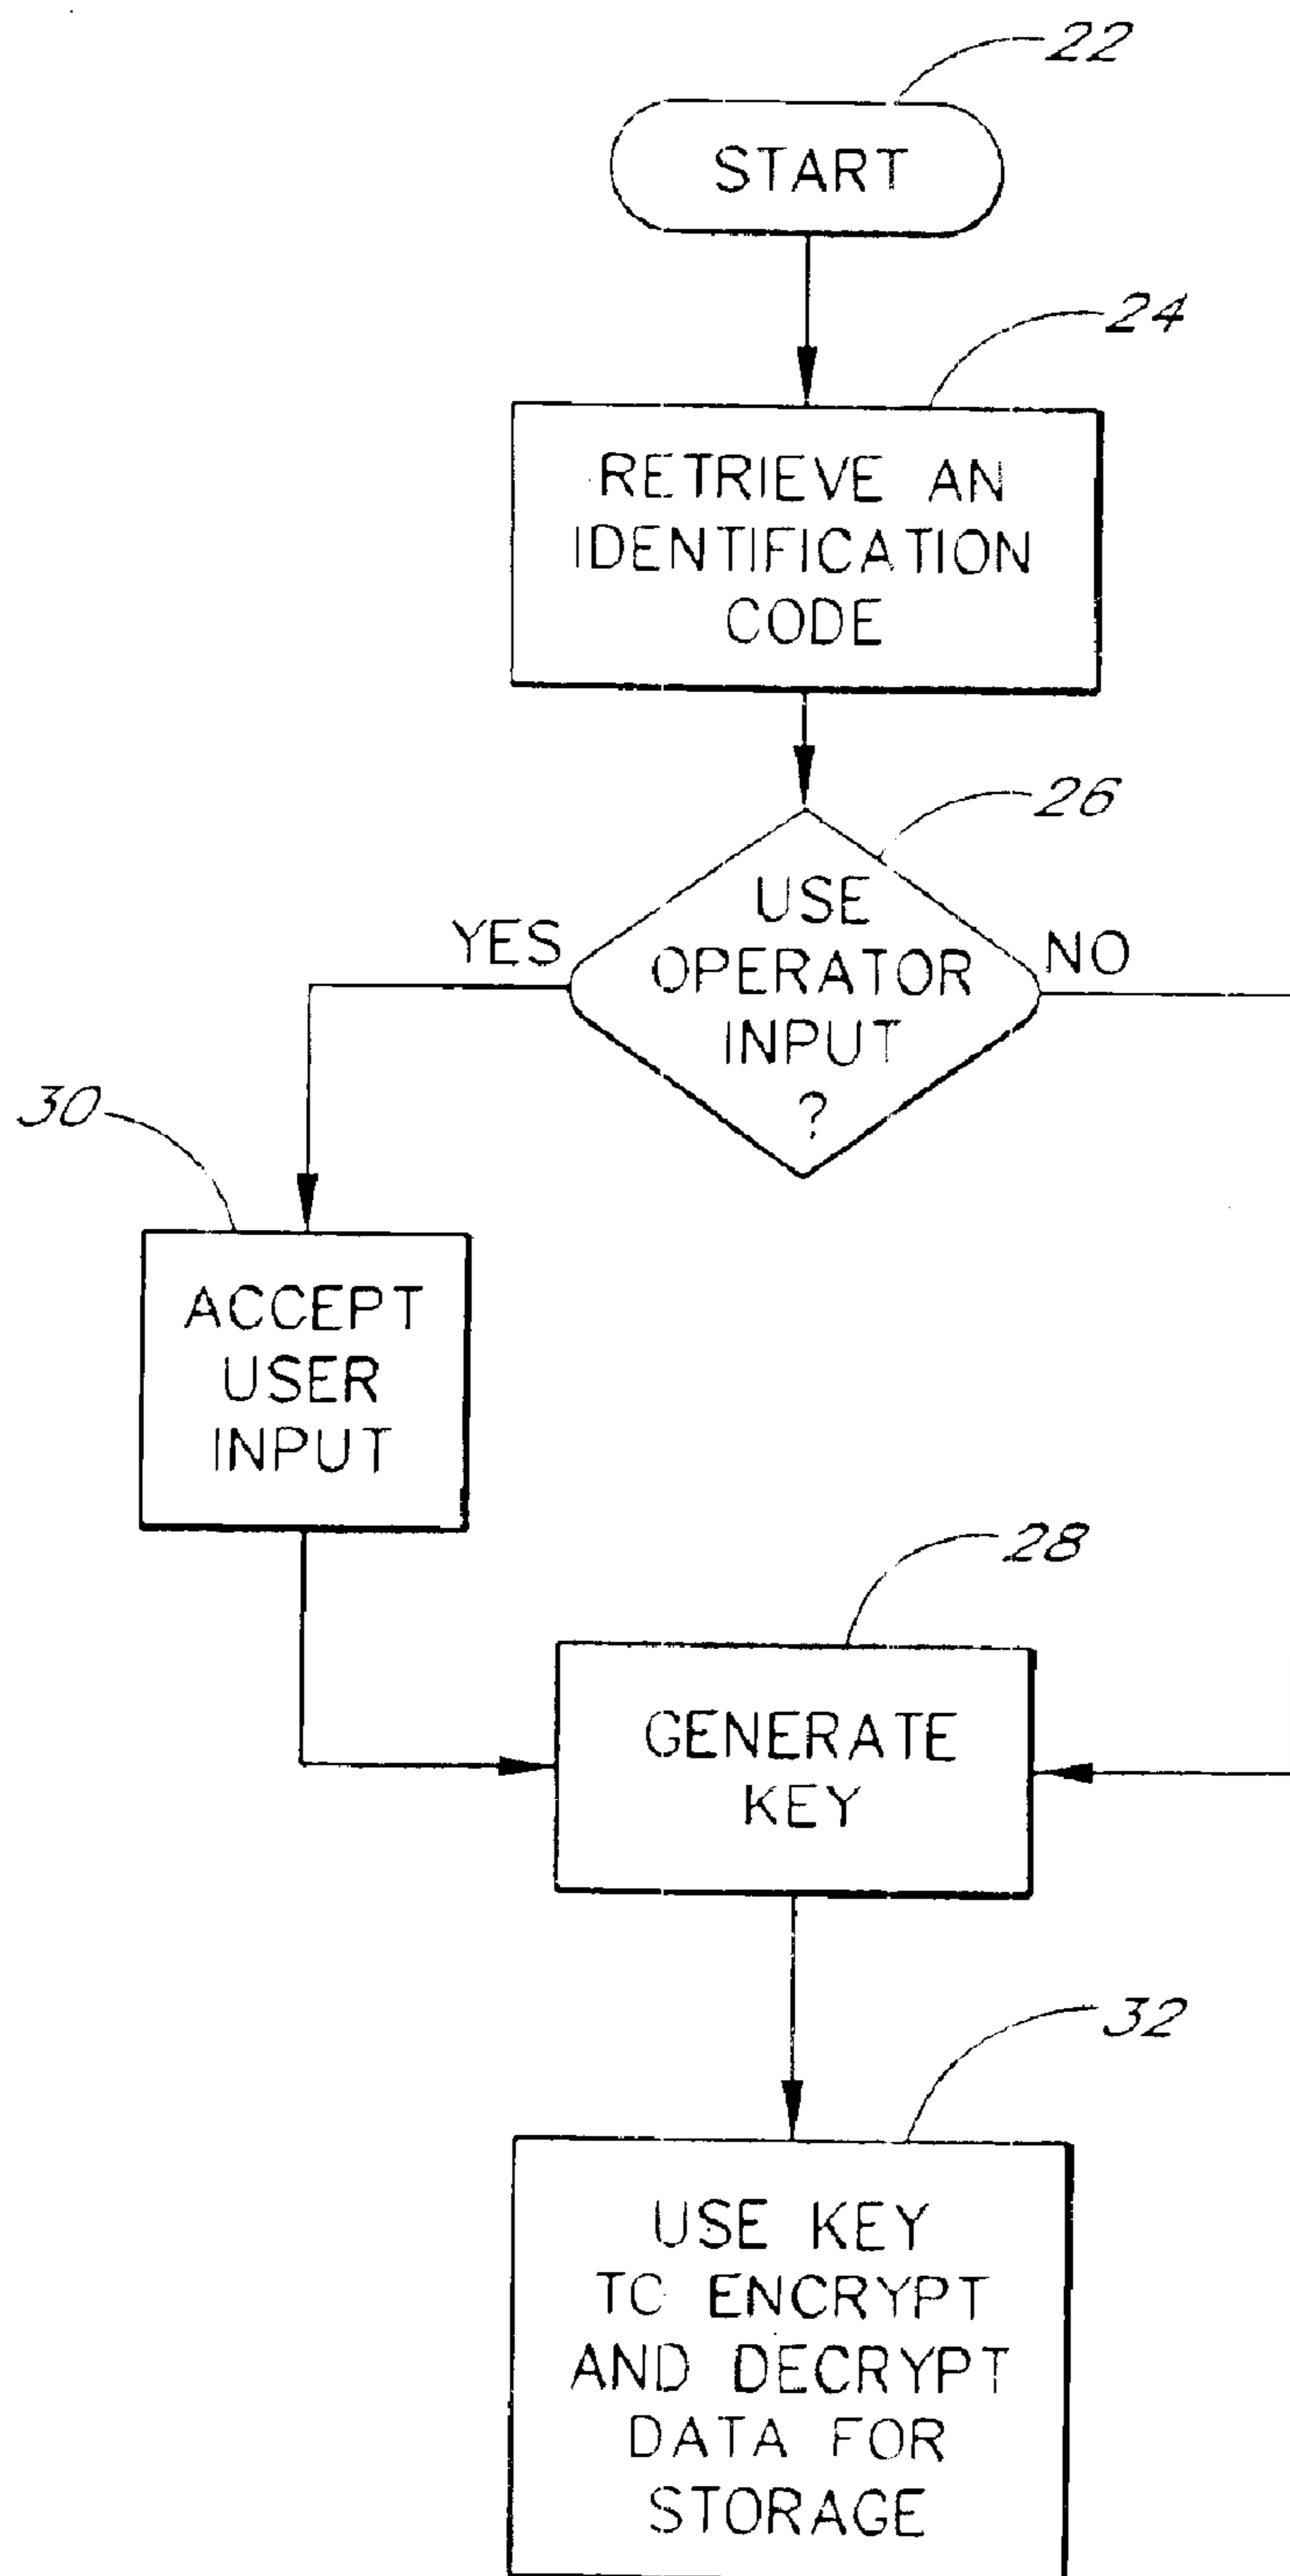 22
START
24
RETRIEVE AN
IDENTIFICATION
CODE
26
USE
OPERATOR
INPUT
?
YES
NO
30
ACCEPT
USER
INPUT
28
GENERATE
KEY
32
USE KEY
TO ENCRYPT
AND DECRYPT
DATA FOR
STORAGE